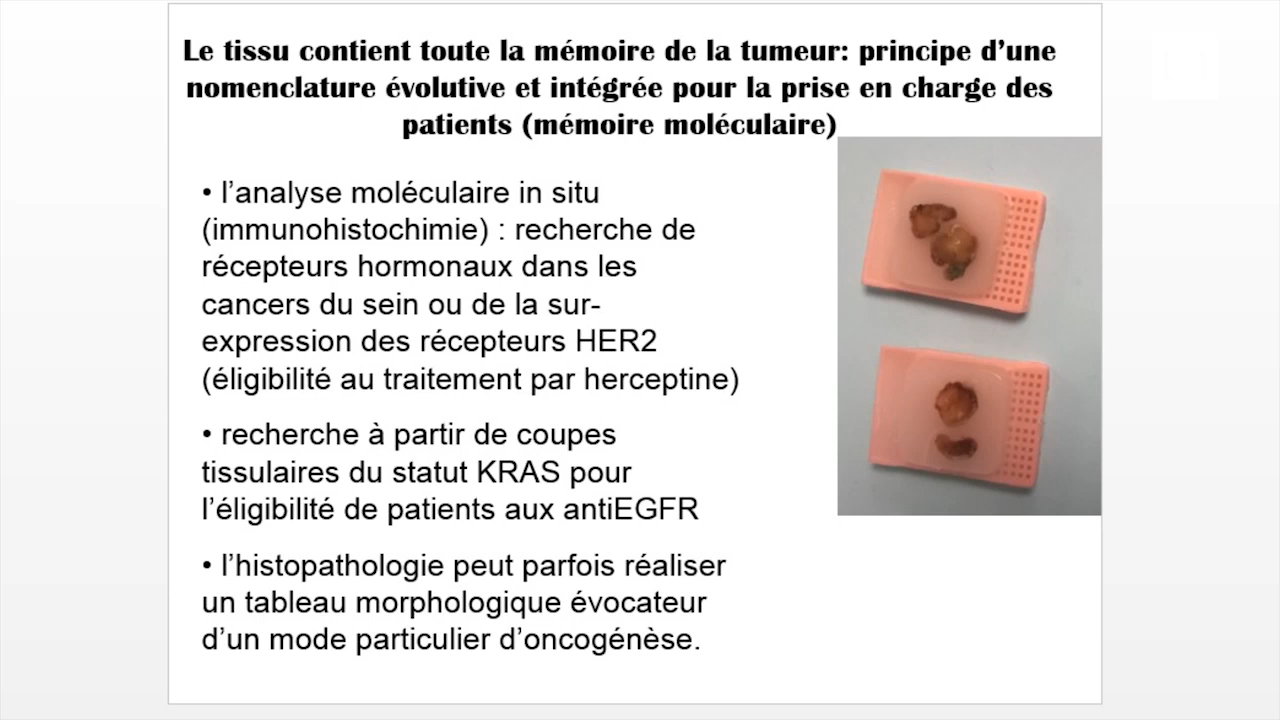 Le tissu contient toute la mémoire de la tumeur: principe d’une
nomenclature évolutive et intégrée pour la prise en charge des
patients (mémoire moléculaire)
• l’analyse moléculaire in situ
(immunohistochimie) : recherche de
récepteurs hormonaux dans les
cancers du sein ou de la sur-
expression des récepteurs HER2
(éligibilité au traitement par herceptine)
• recherche à partir de coupes
tissulaires du statut KRAS pour
l’éligibilité de patients aux antiEGFR
• l’histopathologie peut parfois réaliser
un tableau morphologique évocateur
d’un mode particulier d’oncogénèse.